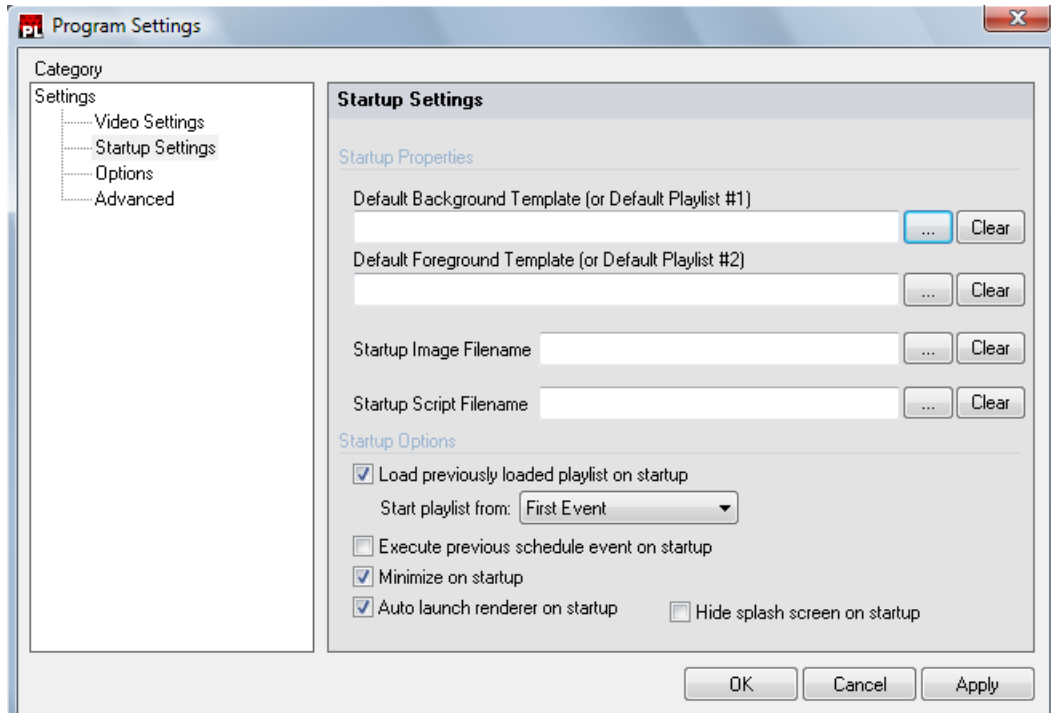 PL Program Settings
Category
Settings
Video Settings
Startup Settings
Options
Advanced
Startup Settings
Startup Properties
Default Background Template (or Default Playlist #1)
... Clear
Default Foreground Template (or Default Playlist #2)
... Clear
Startup Image Filename ... Clear
Startup Script Filename ... Clear
Startup Options
Load previously loaded playlist on startup
Start playlist from: First Event
Execute previous schedule event on startup
Minimize on startup
Auto launch renderer on startup Hide splash screen on startup
OK Cancel Apply